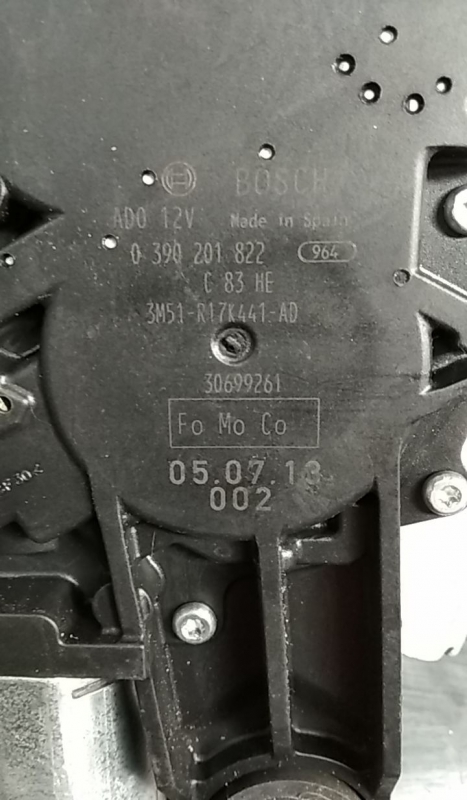 BOSCH
AD0 12V Made in Spain
0 390 201 822 964
C 83 HE
3M51-R17K441-AD
30699261
Fo Mo Co
05.07.13
002